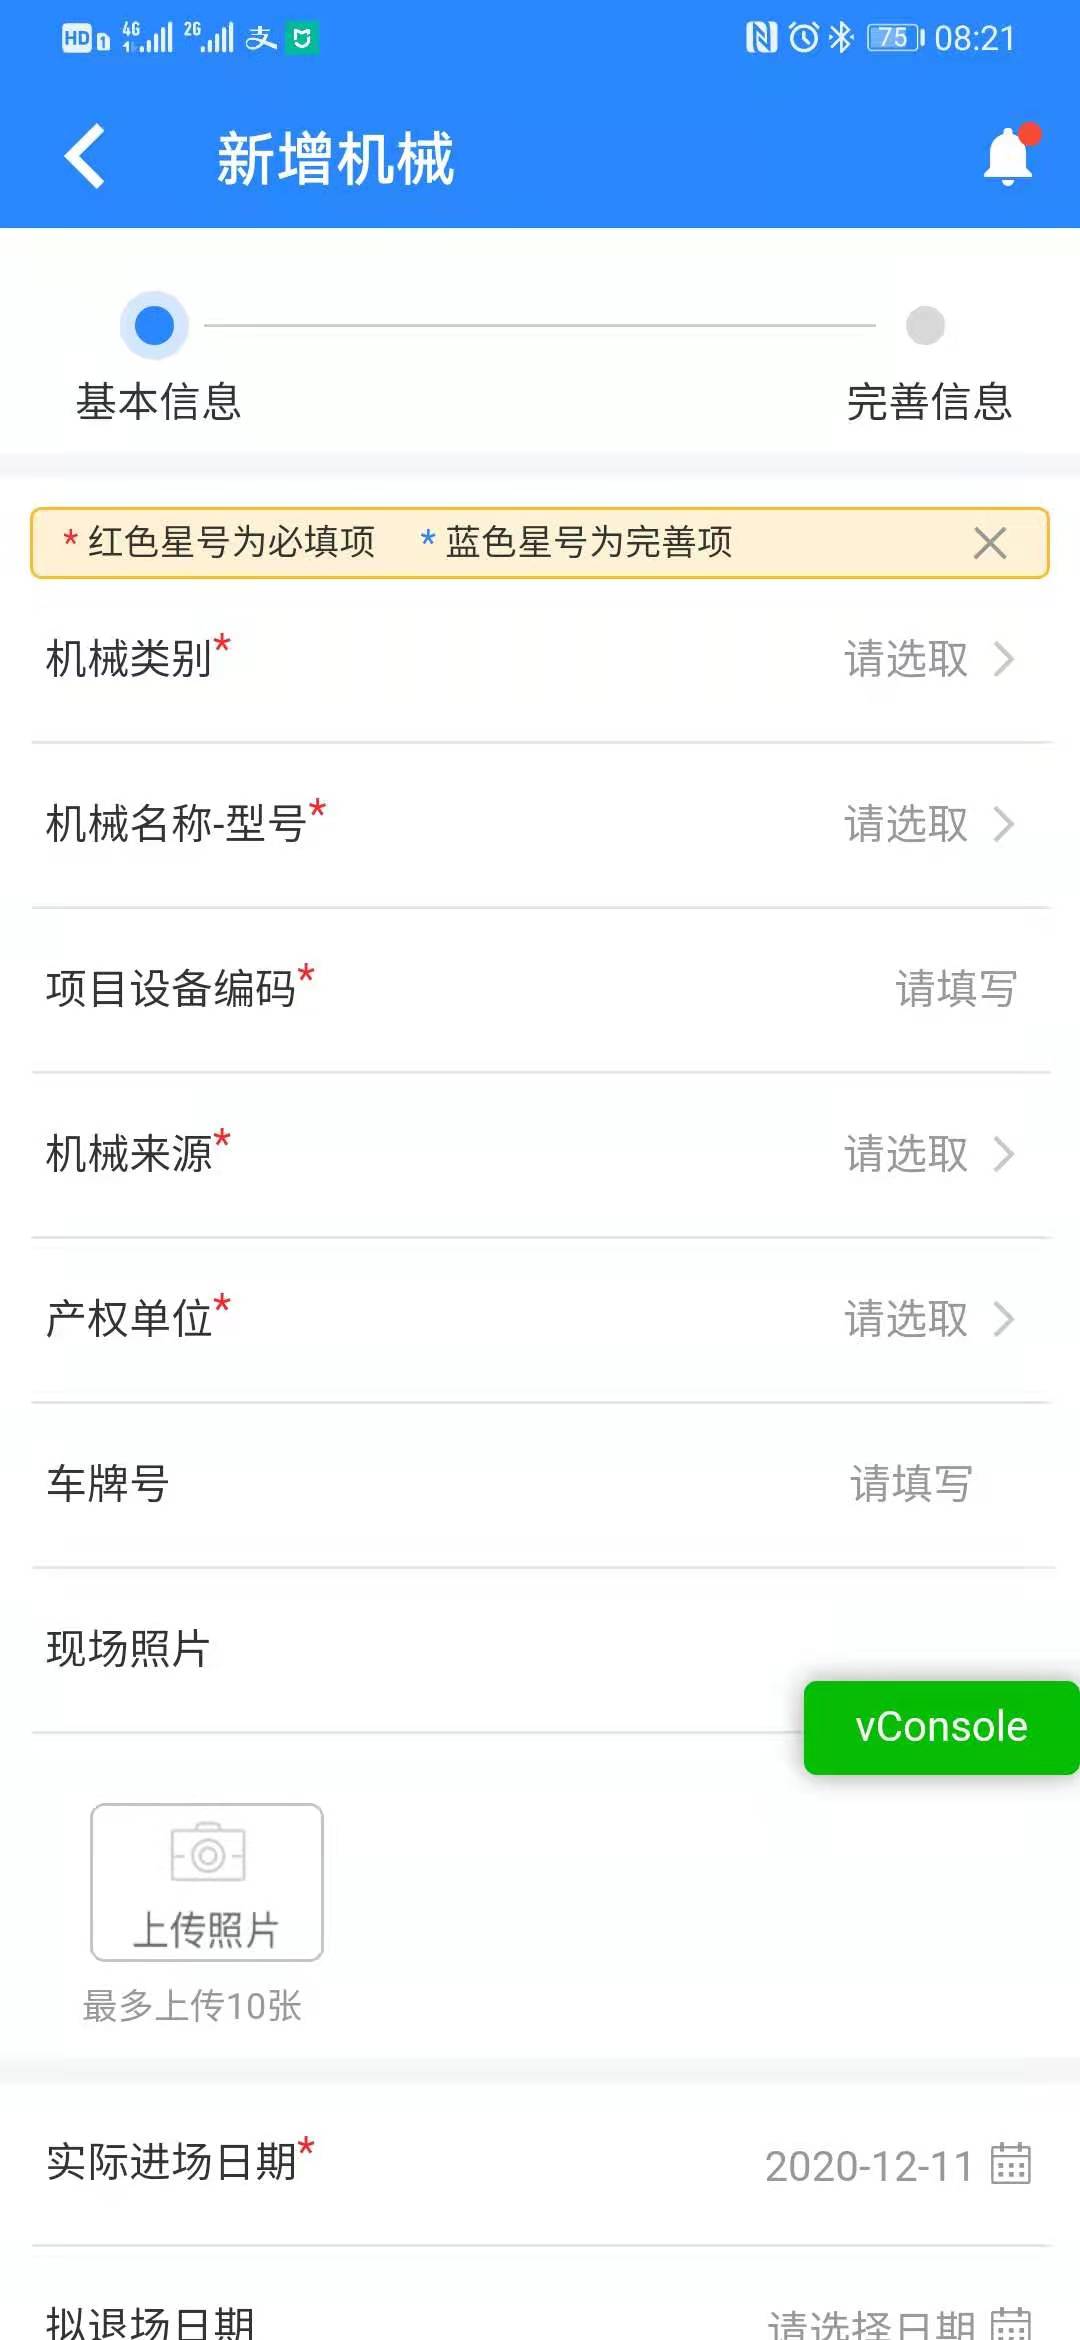 HD 4G 2G 支 75 08:21
新增机械
基本信息 完善信息
* 红色星号为必填项 * 蓝色星号为完善项
机械类别* 请选取
机械名称-型号* 请选取
项目设备编码* 请填写
机械来源* 请选取
产权单位* 请选取
车牌号 请填写
现场照片
vConsole
上传照片
最多上传10张
实际进场日期* 2020-12-11
拟退场日期 请选择日期